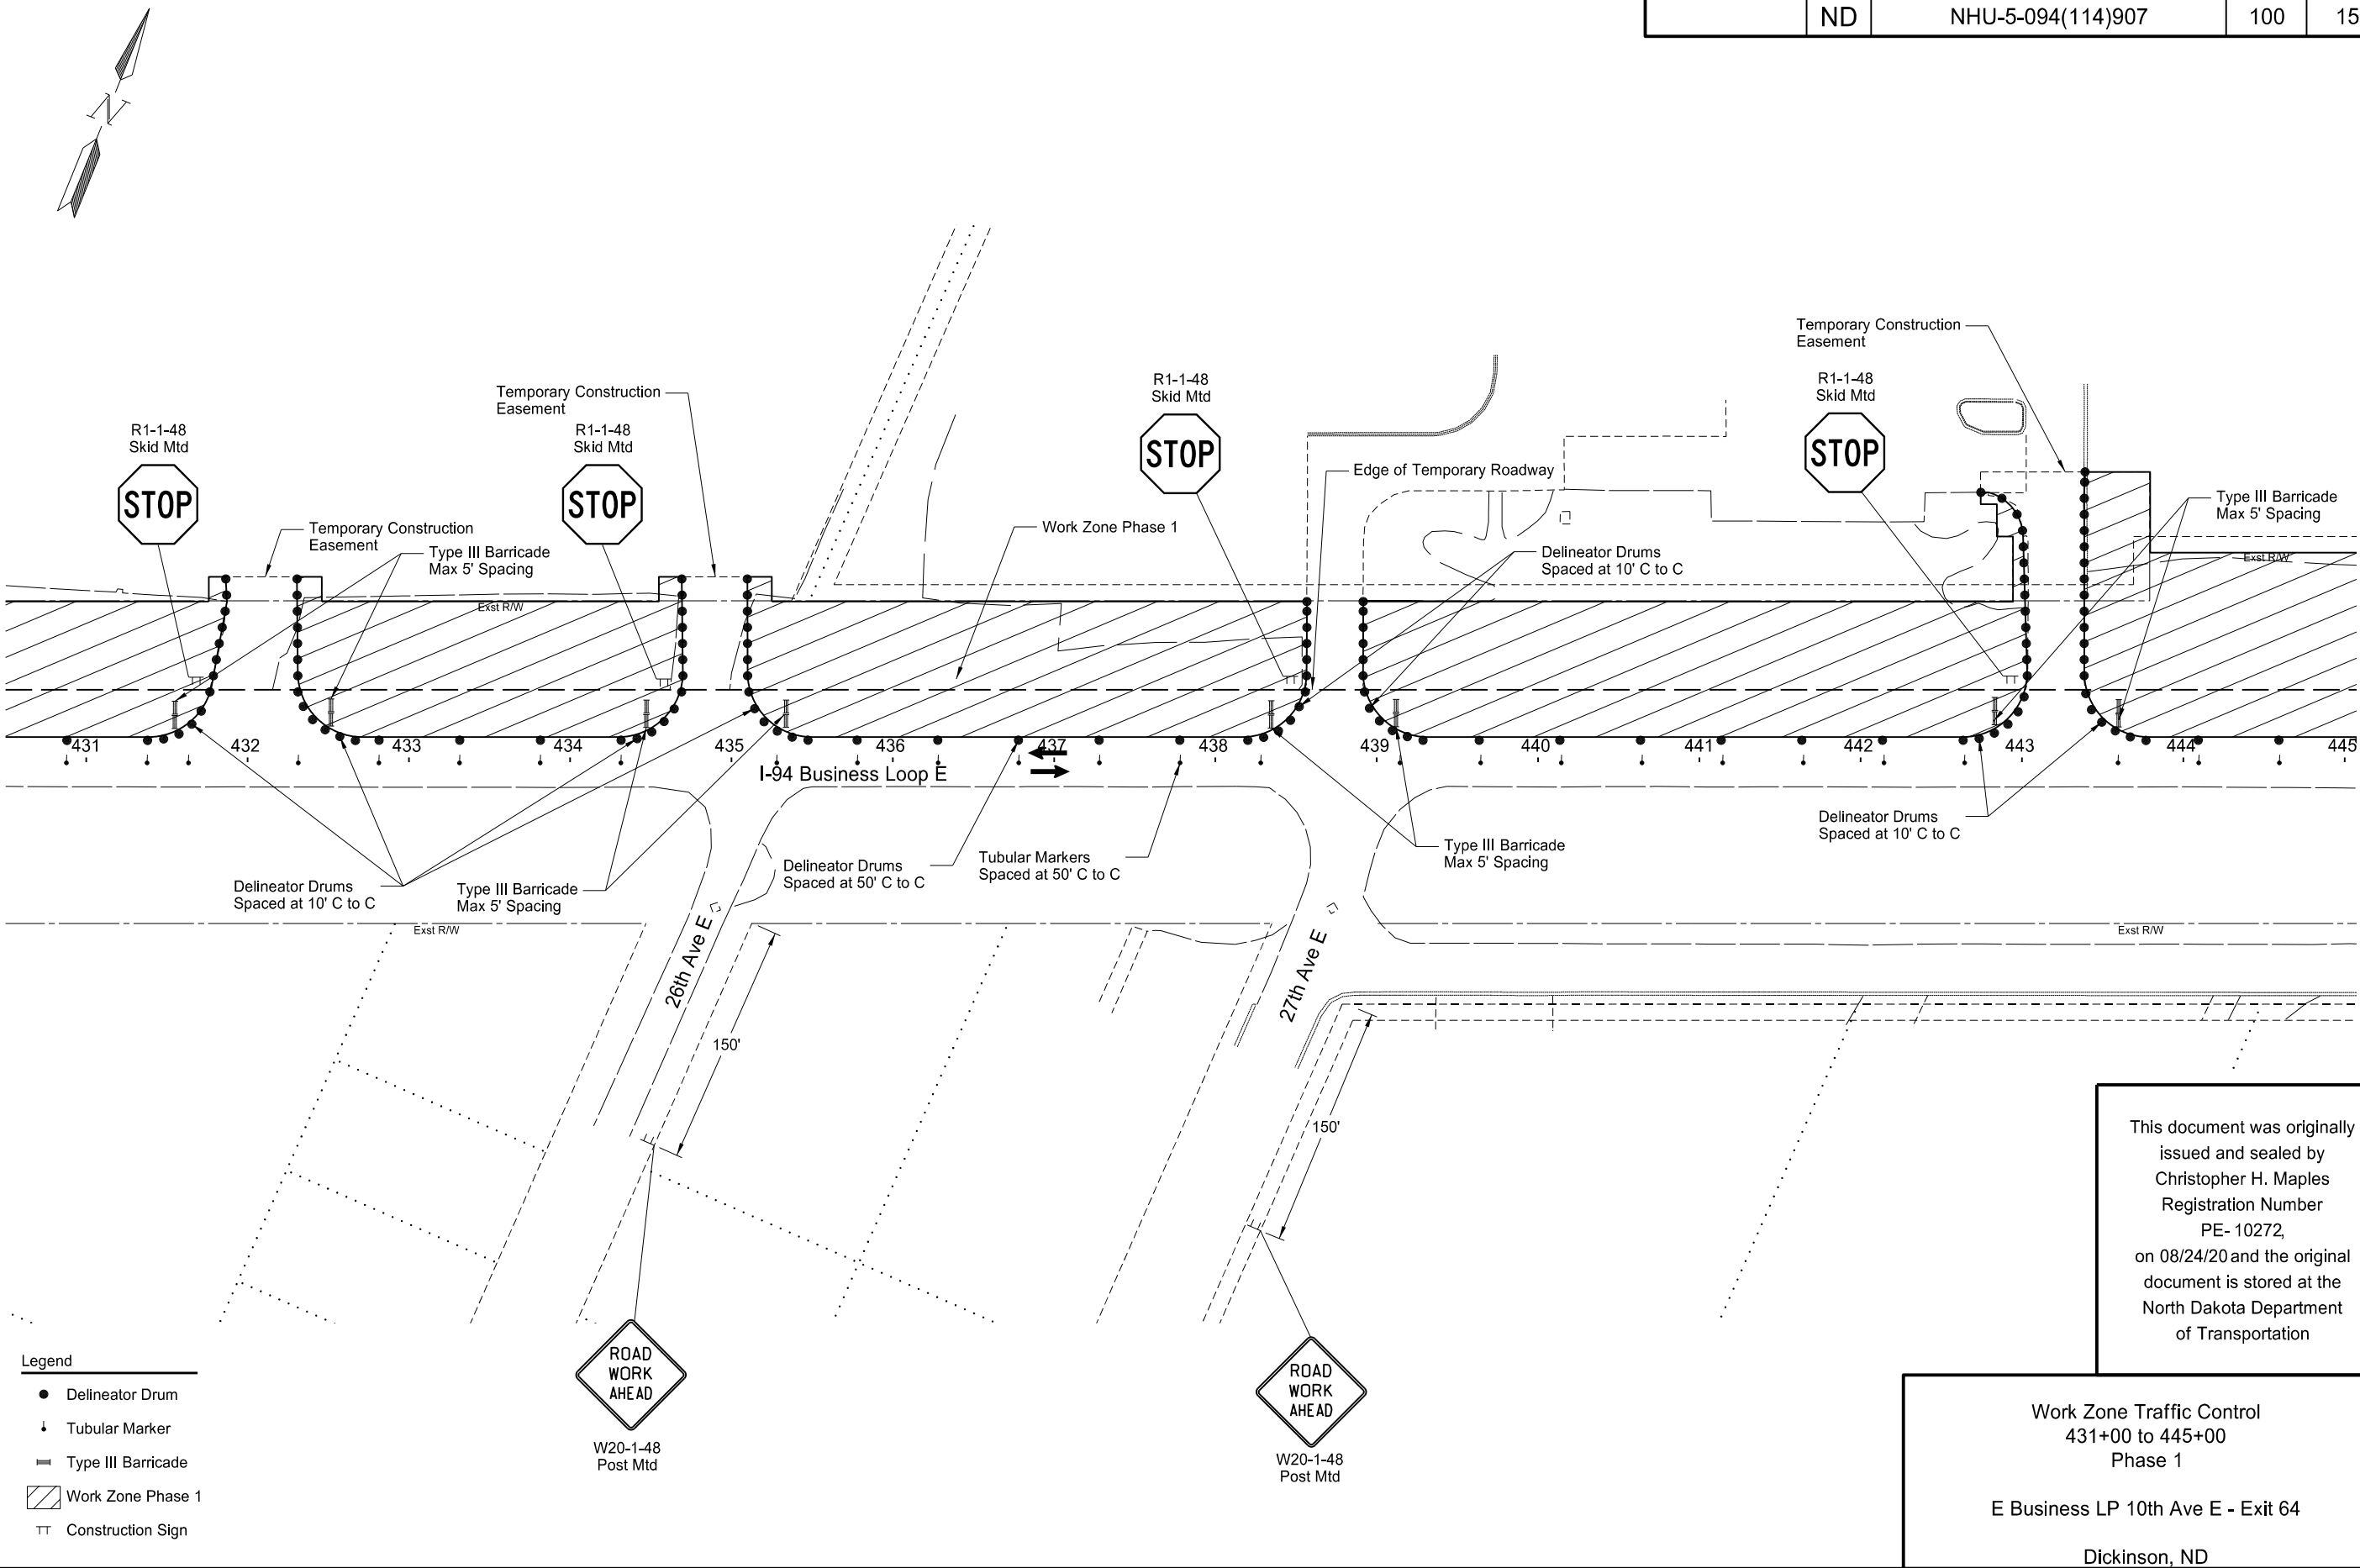 ND NHU-5-094(114)907 100 15
N
Temporary Construction
Easement
R1-1-48
Skid Mtd
STOP
R1-1-48
Skid Mtd
STOP
Temporary Construction
Easement
R1-1-48
Skid Mtd
STOP
R1-1-48
Skid Mtd
STOP
Edge of Temporary Roadway
Temporary Construction
Easement
Type III Barricade
Max 5' Spacing
Work Zone Phase 1
Delineator Drums
Spaced at 10' C to C
Type III Barricade
Max 5' Spacing
Exst R/W
Exst R/W
431 432 433 434 435 436 437 438 439 440 441 442 443 444 445
I-94 Business Loop E
Delineator Drums
Spaced at 10' C to C
Type III Barricade
Max 5' Spacing
Delineator Drums
Spaced at 50' C to C
Tubular Markers
Spaced at 50' C to C
Type III Barricade
Max 5' Spacing
Delineator Drums
Spaced at 10' C to C
Exst R/W
Exst R/W
26th Ave E
27th Ave E
150'
150'
ROAD
WORK
AHEAD
W20-1-48
Post Mtd
ROAD
WORK
AHEAD
W20-1-48
Post Mtd
Legend
Delineator Drum
Tubular Marker
Type III Barricade
Work Zone Phase 1
Construction Sign
This document was originally
issued and sealed by
Christopher H. Maples
Registration Number
PE- 10272,
on 08/24/20 and the original
document is stored at the
North Dakota Department
of Transportation
Work Zone Traffic Control
431+00 to 445+00
Phase 1
E Business LP 10th Ave E - Exit 64
Dickinson, ND